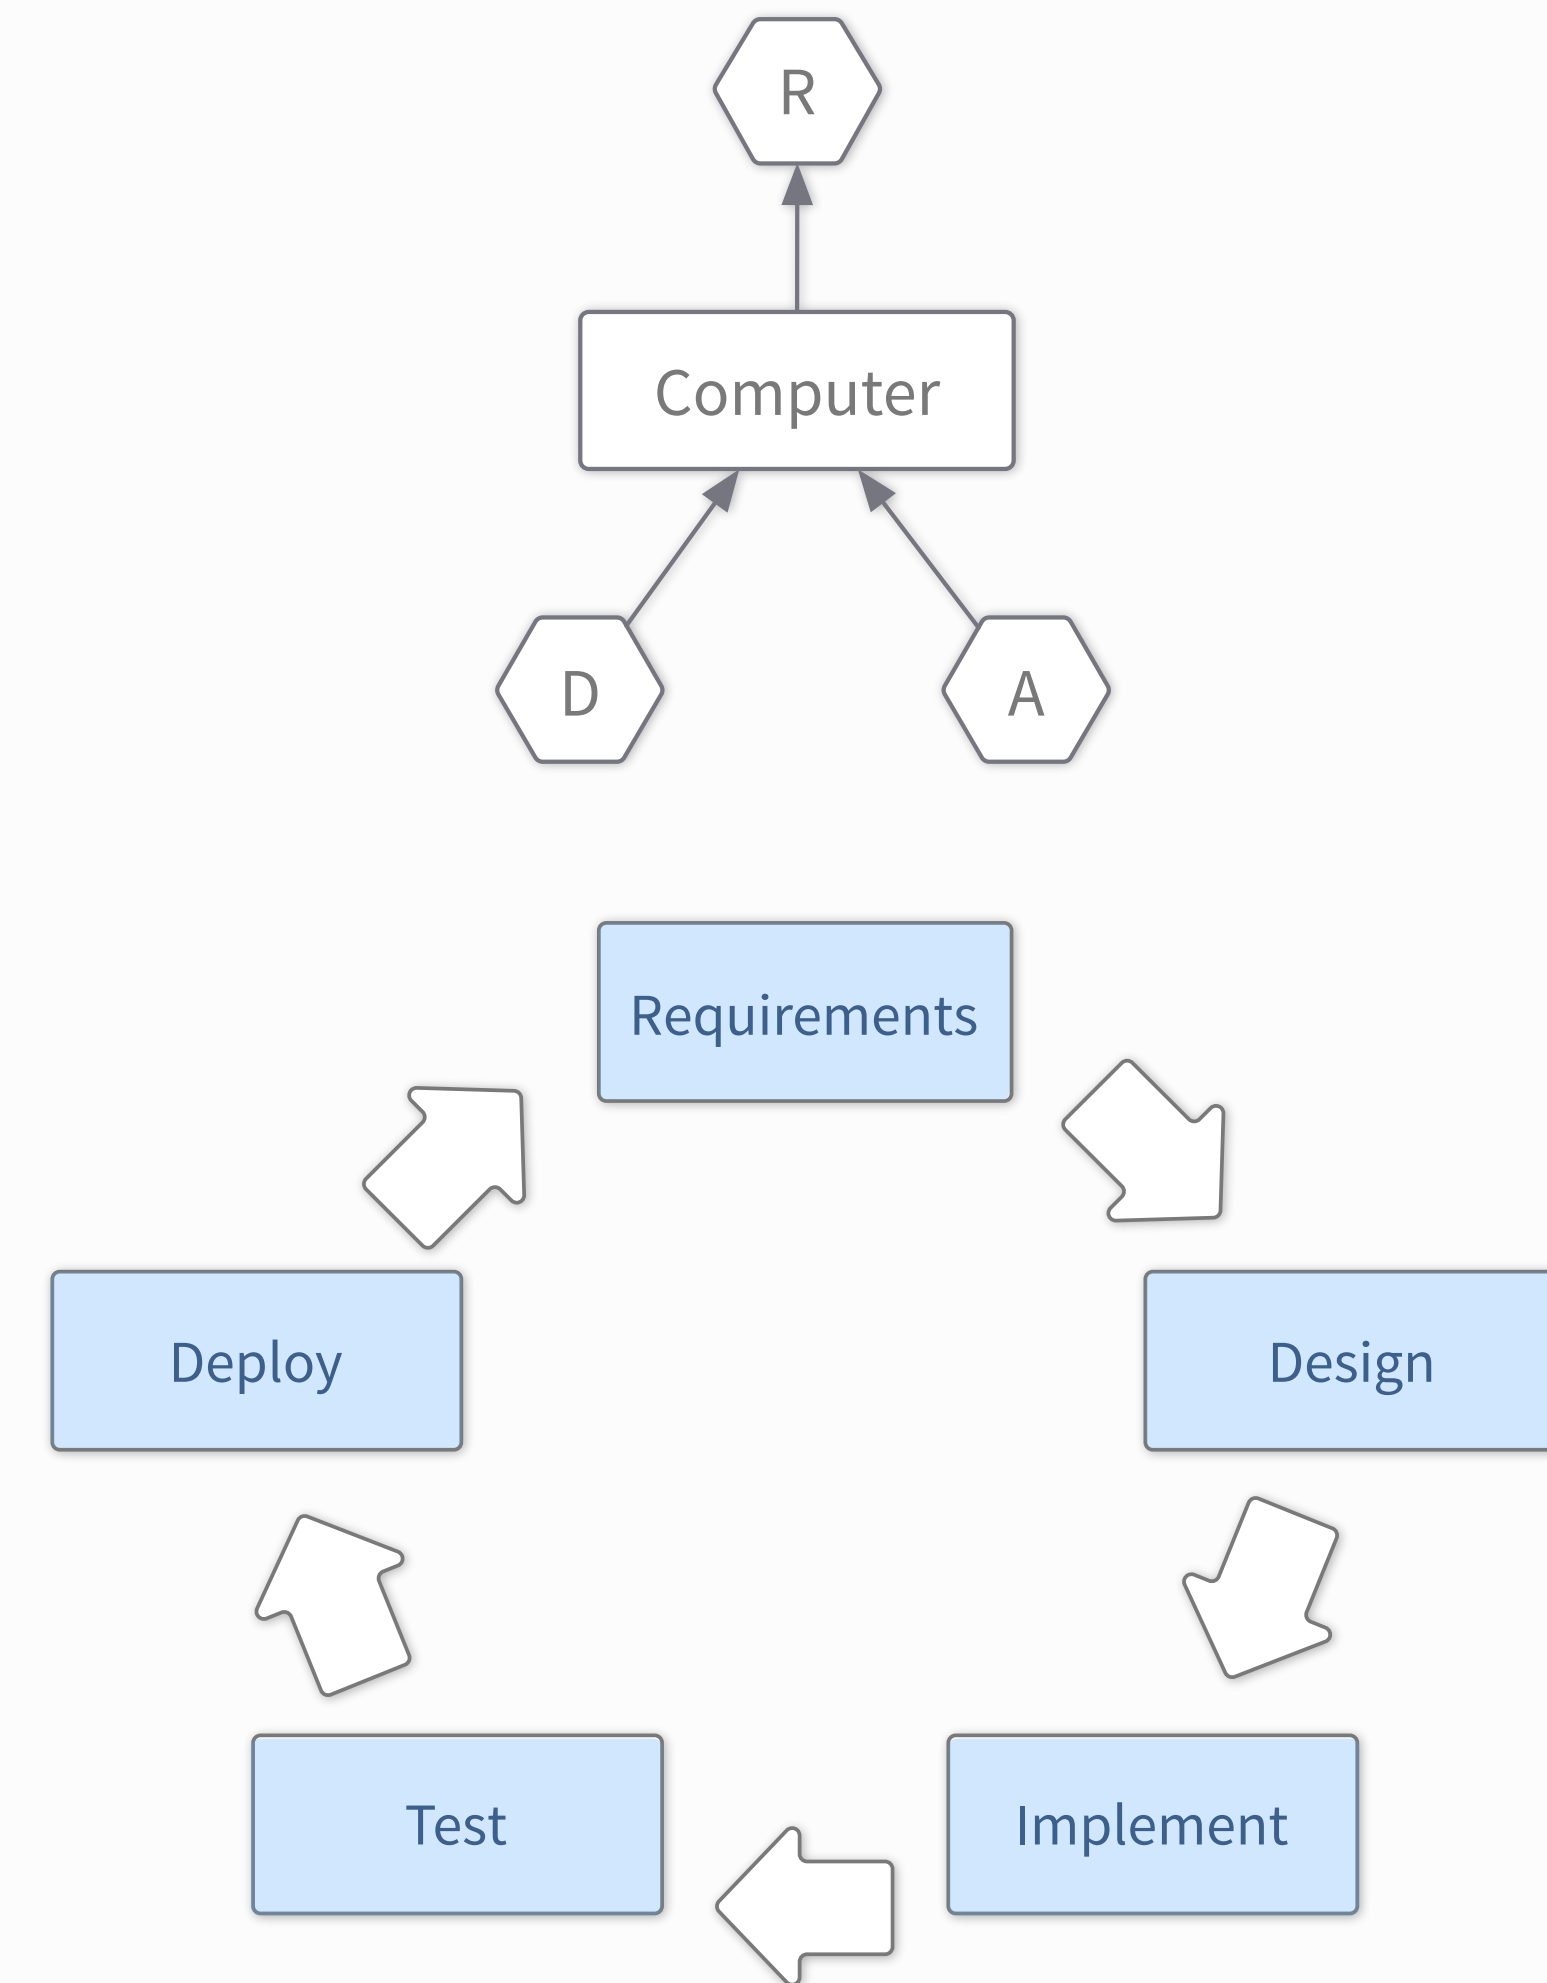 R
Computer
D
A
Requirements
Deploy
Design
Test
Implement